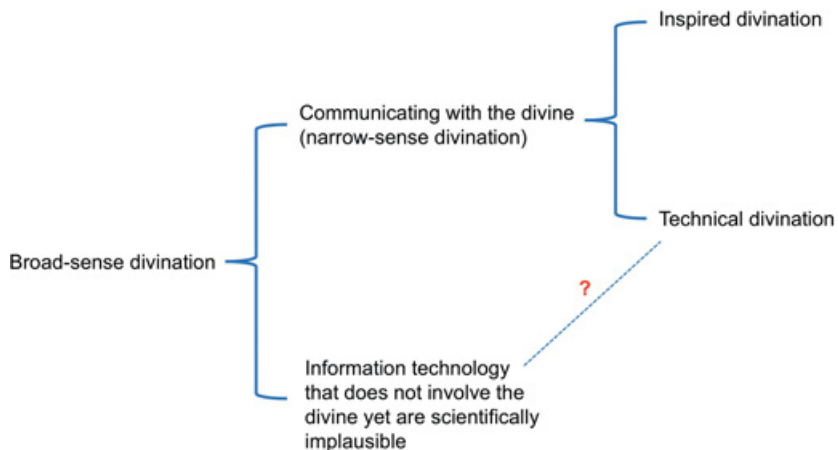 Inspired divination
Communicating with the divine
(narrow-sense divination)
Technical divination
Broad-sense divination
?
Information technology
that does not involve the
divine yet are scientifically
implausible